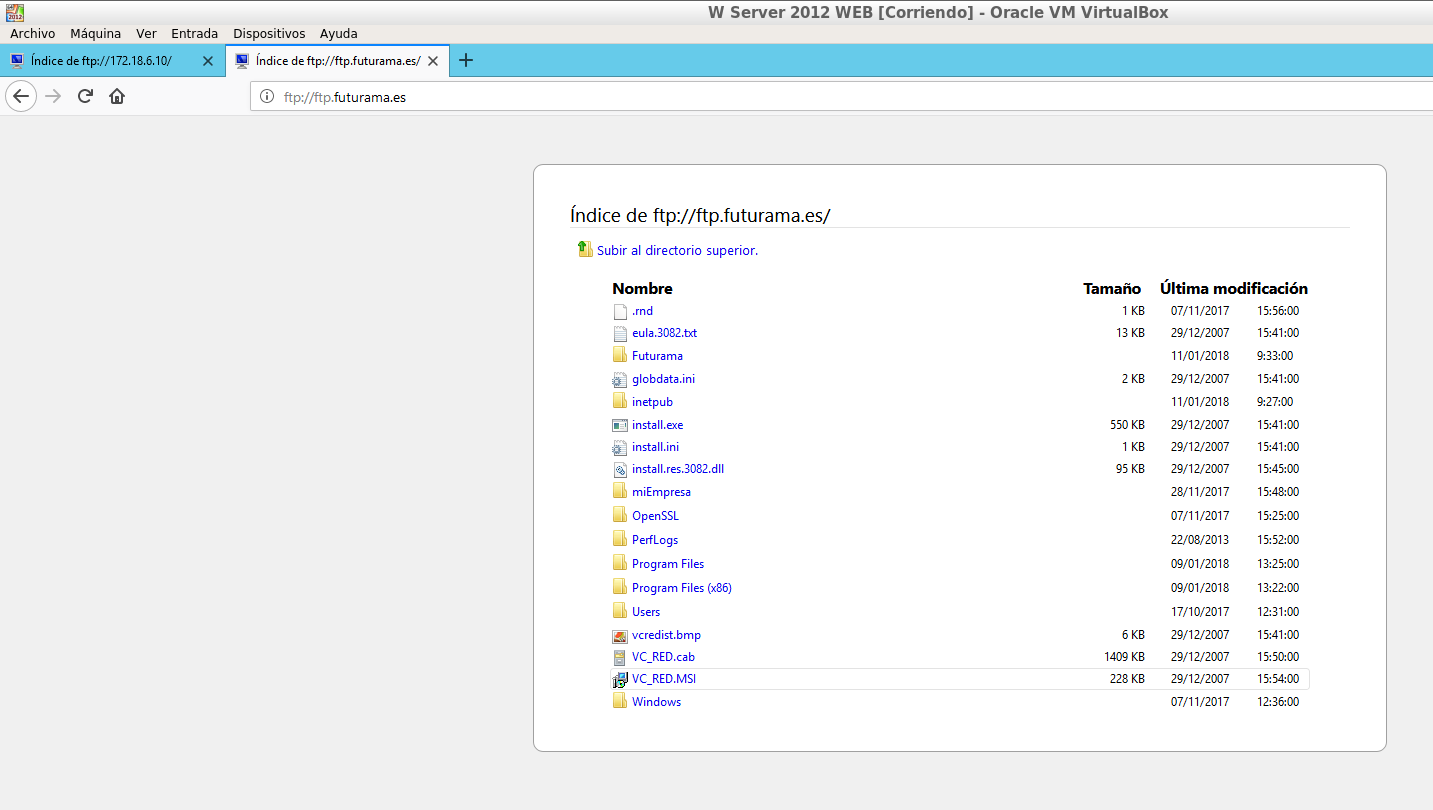 W Server 2012 WEB [Corriendo] - Oracle VM VirtualBox
Archivo Máquina Ver Entrada Dispositivos Ayuda
Índice de ftp://172.18.6.10/ Índice de ftp://ftp.futurama.es/
ftp://ftp.futurama.es
Índice de ftp://ftp.futurama.es/
Subir al directorio superior.
Nombre Tamaño Última modificación
.rnd 1 KB 07/11/2017 15:56:00
eula.3082.txt 13 KB 29/12/2007 15:41:00
Futurama 11/01/2018 9:33:00
globdata.ini 2 KB 29/12/2007 15:41:00
inetpub 11/01/2018 9:27:00
install.exe 550 KB 29/12/2007 15:41:00
install.ini 1 KB 29/12/2007 15:41:00
install.res.3082.dll 95 KB 29/12/2007 15:45:00
miEmpresa 28/11/2017 15:48:00
OpenSSL 07/11/2017 15:25:00
PerfLogs 22/08/2013 15:52:00
Program Files 09/01/2018 13:25:00
Program Files (x86) 09/01/2018 13:22:00
Users 17/10/2017 12:31:00
vcredist.bmp 6 KB 29/12/2007 15:41:00
VC_RED.cab 1409 KB 29/12/2007 15:50:00
VC_RED.MSI 228 KB 29/12/2007 15:54:00
Windows 07/11/2017 12:36:00